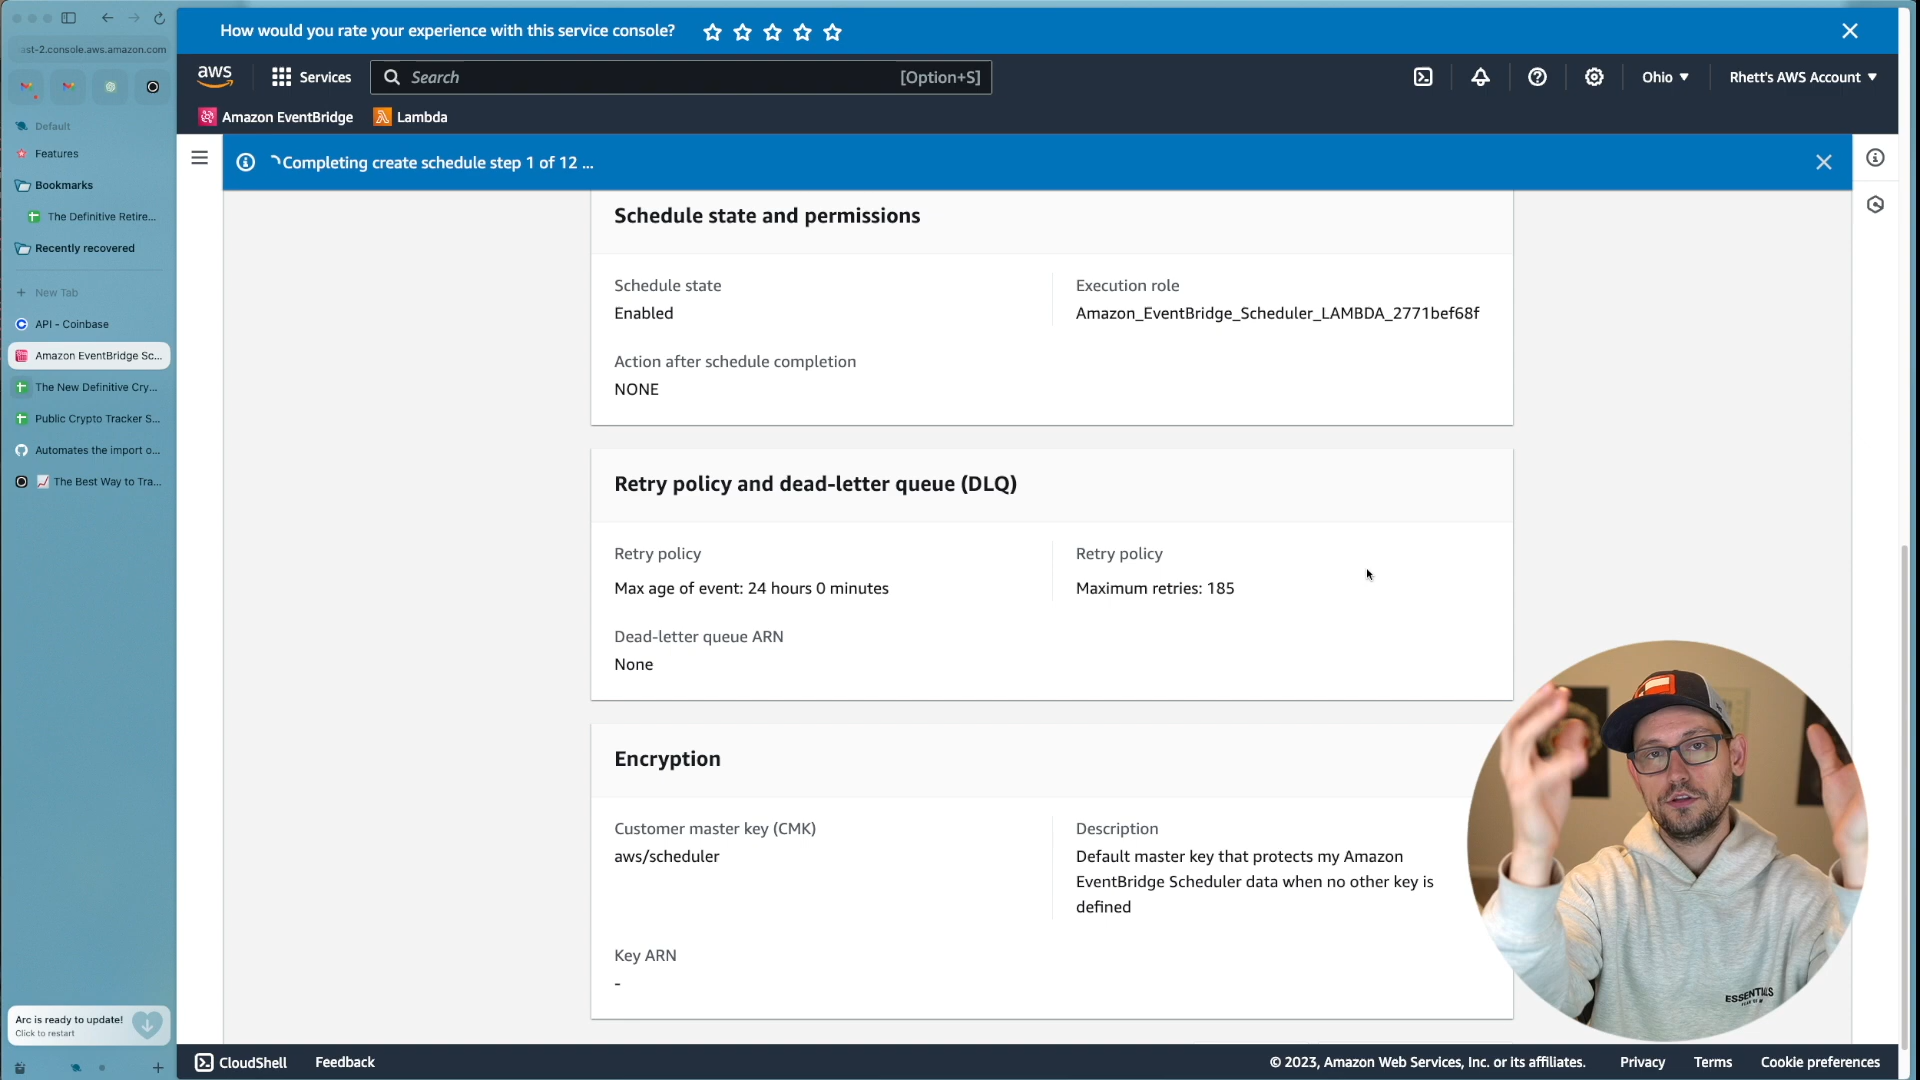 How would you rate your experience with this service console?
aws
Services
Search
[Option+S]
Ohio
Rhett's AWS Account
Amazon EventBridge
Lambda
Completing create schedule step 1 of 12 ...
st-2.console.aws.amazon.com
Default
Features
Bookmarks
The Definitive Retire...
Recently recovered
New Tab
API - Coinbase
Amazon EventBridge Sc...
The New Definitive Cry...
Public Crypto Tracker S...
Automates the import o...
The Best Way to Tra...
Arc is ready to update!
Click to restart
Schedule state and permissions
Schedule state
Enabled
Execution role
Amazon_EventBridge_Scheduler_LAMBDA_2771bef68f
Action after schedule completion
NONE
Retry policy and dead-letter queue (DLQ)
Retry policy
Max age of event: 24 hours 0 minutes
Retry policy
Maximum retries: 185
Dead-letter queue ARN
None
Encryption
Customer master key (CMK)
aws/scheduler
Description
Default master key that protects my Amazon
EventBridge Scheduler data when no other key is
defined
Key ARN
-
ESSENTIALS
CloudShell
Feedback
© 2023, Amazon Web Services, Inc. or its affiliates.
Privacy
Terms
Cookie preferences